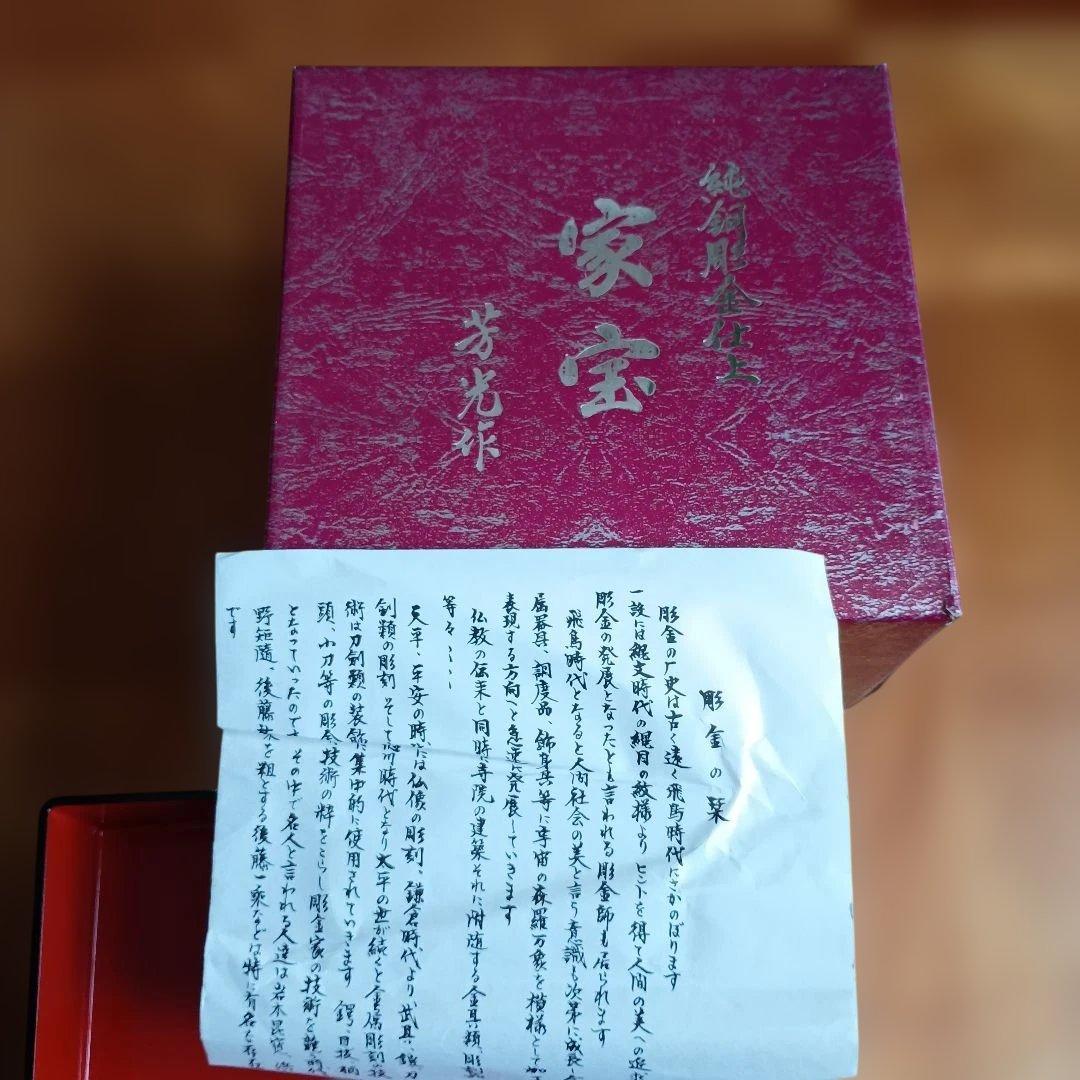 純銅彫金仕上
家宝
芳光作
彫金の栞
彫金の歴史は古く遠く飛鳥時代にさかのぼります
一説には縄文時代の縄目の紋様より ヒントを得て人間の美への追求
彫金の発展となったとも言われる彫金師も居られます
飛鳥時代となると人間社会の美と言う意識も次第に成長
屠器具、調度品、飾身具等に宇宙の森羅万象を模様として
表現する方向へと急速に発展していきます
仏教の伝来と同時寺院の建築それに附随する金具類、彫
等々、、、、
天平、平安の時代には仏像の彫刻、鎌倉時代より武具、鎧
剣類の彫刻 そして徳川時代となり太平の世が続くと金属彫刻
術は刀剣類の装飾に集中的に使用されていきます 鍔、目抜
頭、小刀等の彫金技術の粋をこらし彫金家の技術を
となっていったのです その中で名人と言われる人達は岩本昆寛、
野矩随、後藤 を祖とする後藤一乗などは特に有名な存在
です